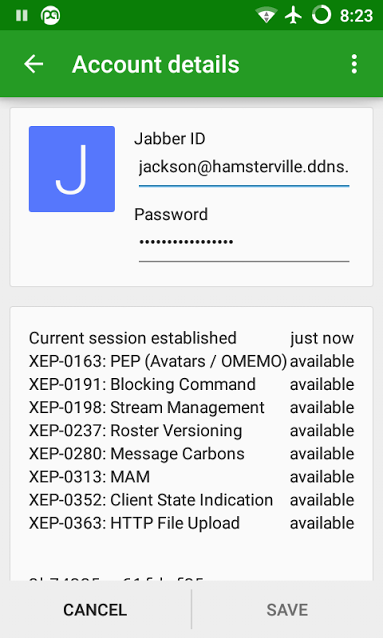 8:23
Account details
J
Jabber ID
jackson@hamsterville.ddns.
Password
•••••••••••••••••
Current session established just now
XEP-0163: PEP (Avatars / OMEMO) available
XEP-0191: Blocking Command available
XEP-0198: Stream Management available
XEP-0237: Roster Versioning available
XEP-0280: Message Carbons available
XEP-0313: MAM available
XEP-0352: Client State Indication available
XEP-0363: HTTP File Upload available
CANCEL SAVE